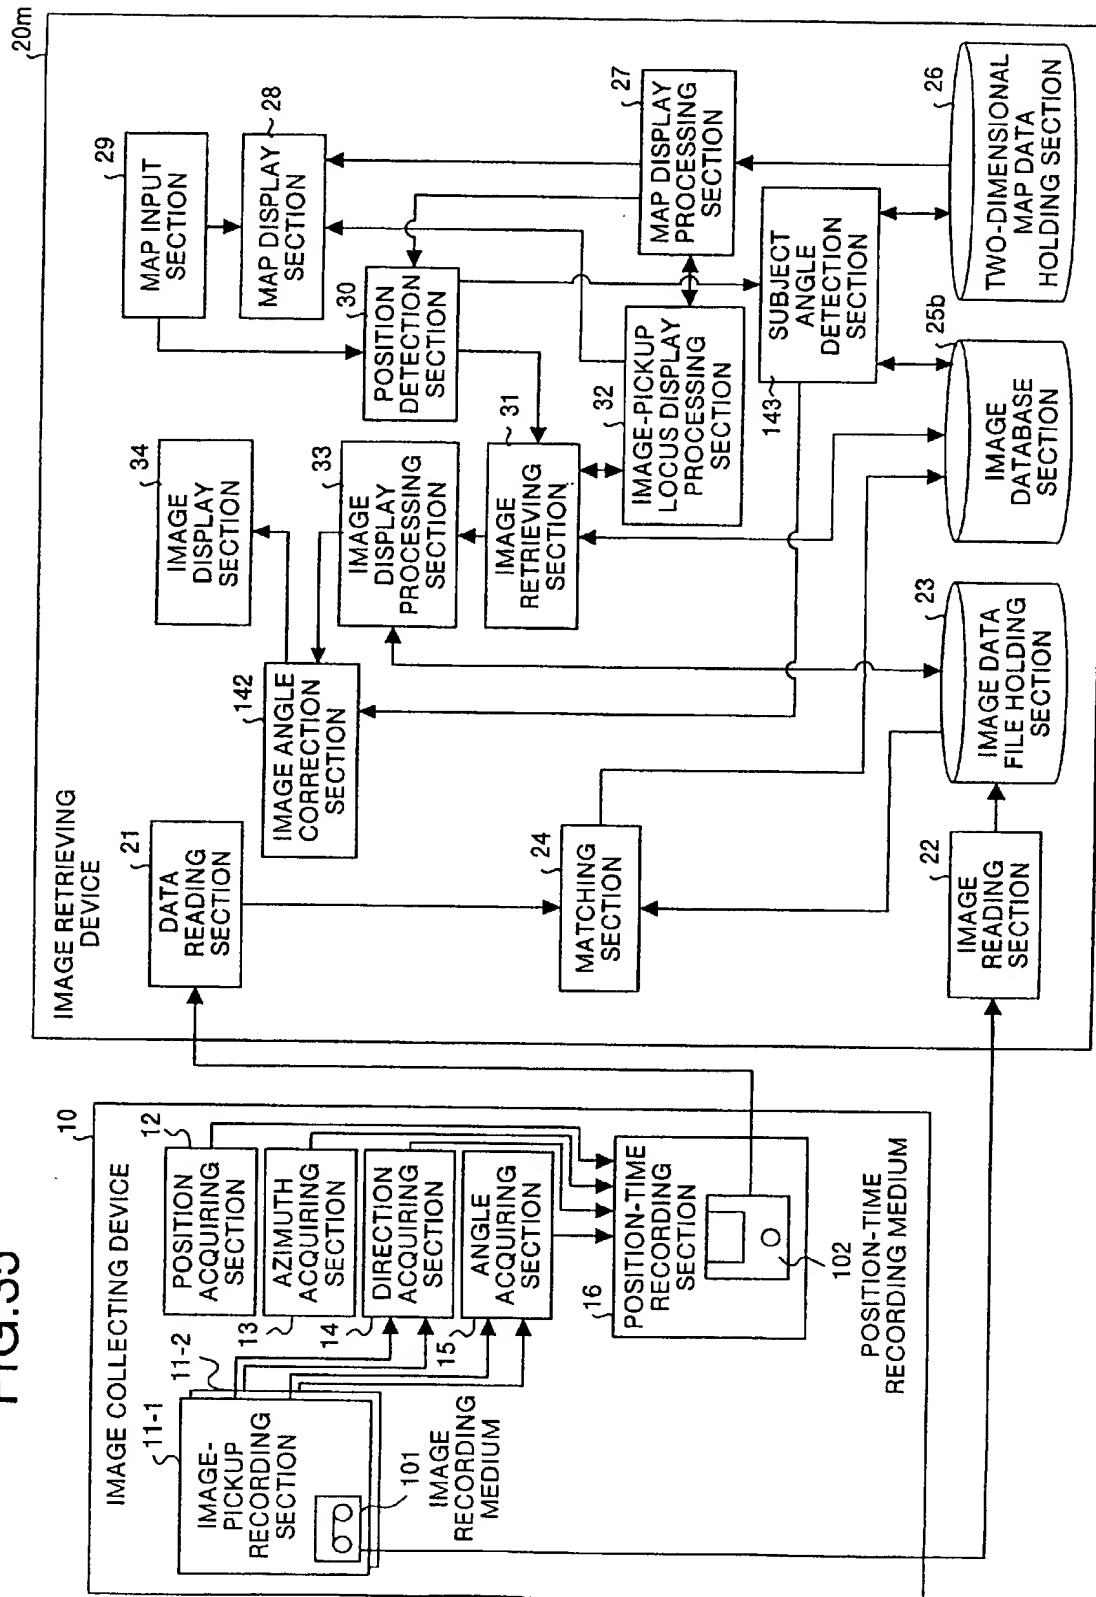 FIG.35
IMAGE COLLECTING DEVICE
10
11-1
11-2
IMAGE-
PICKUP
RECORDING
SECTION
101
IMAGE
RECORDING
MEDIUM
12
POSITION
ACQUIRING
SECTION
13
AZIMUTH
ACQUIRING
SECTION
14
DIRECTION
ACQUIRING
SECTION
15
ANGLE
ACQUIRING
SECTION
16
POSITION-TIME
RECORDING
SECTION
102
POSITION-TIME
RECORDING MEDIUM
20m
IMAGE RETRIEVING
DEVICE
21
DATA
READING
SECTION
142
IMAGE ANGLE
CORRECTION
SECTION
34
IMAGE
DISPLAY
SECTION
29
MAP INPUT
SECTION
28
MAP DISPLAY
SECTION
33
IMAGE
DISPLAY
PROCESSING
SECTION
30
POSITION
DETECTION
SECTION
31
IMAGE
RETRIEVING
SECTION
24
MATCHING
SECTION
32
IMAGE-PICKUP
LOCUS DISPLAY
PROCESSING
SECTION
27
MAP DISPLAY
PROCESSING
SECTION
143
SUBJECT
ANGLE
DETECTION
SECTION
22
IMAGE
READING
SECTION
23
IMAGE DATA
FILE HOLDING
SECTION
25b
IMAGE
DATABASE
SECTION
26
TWO-DIMENSIONAL
MAP DATA
HOLDING SECTION